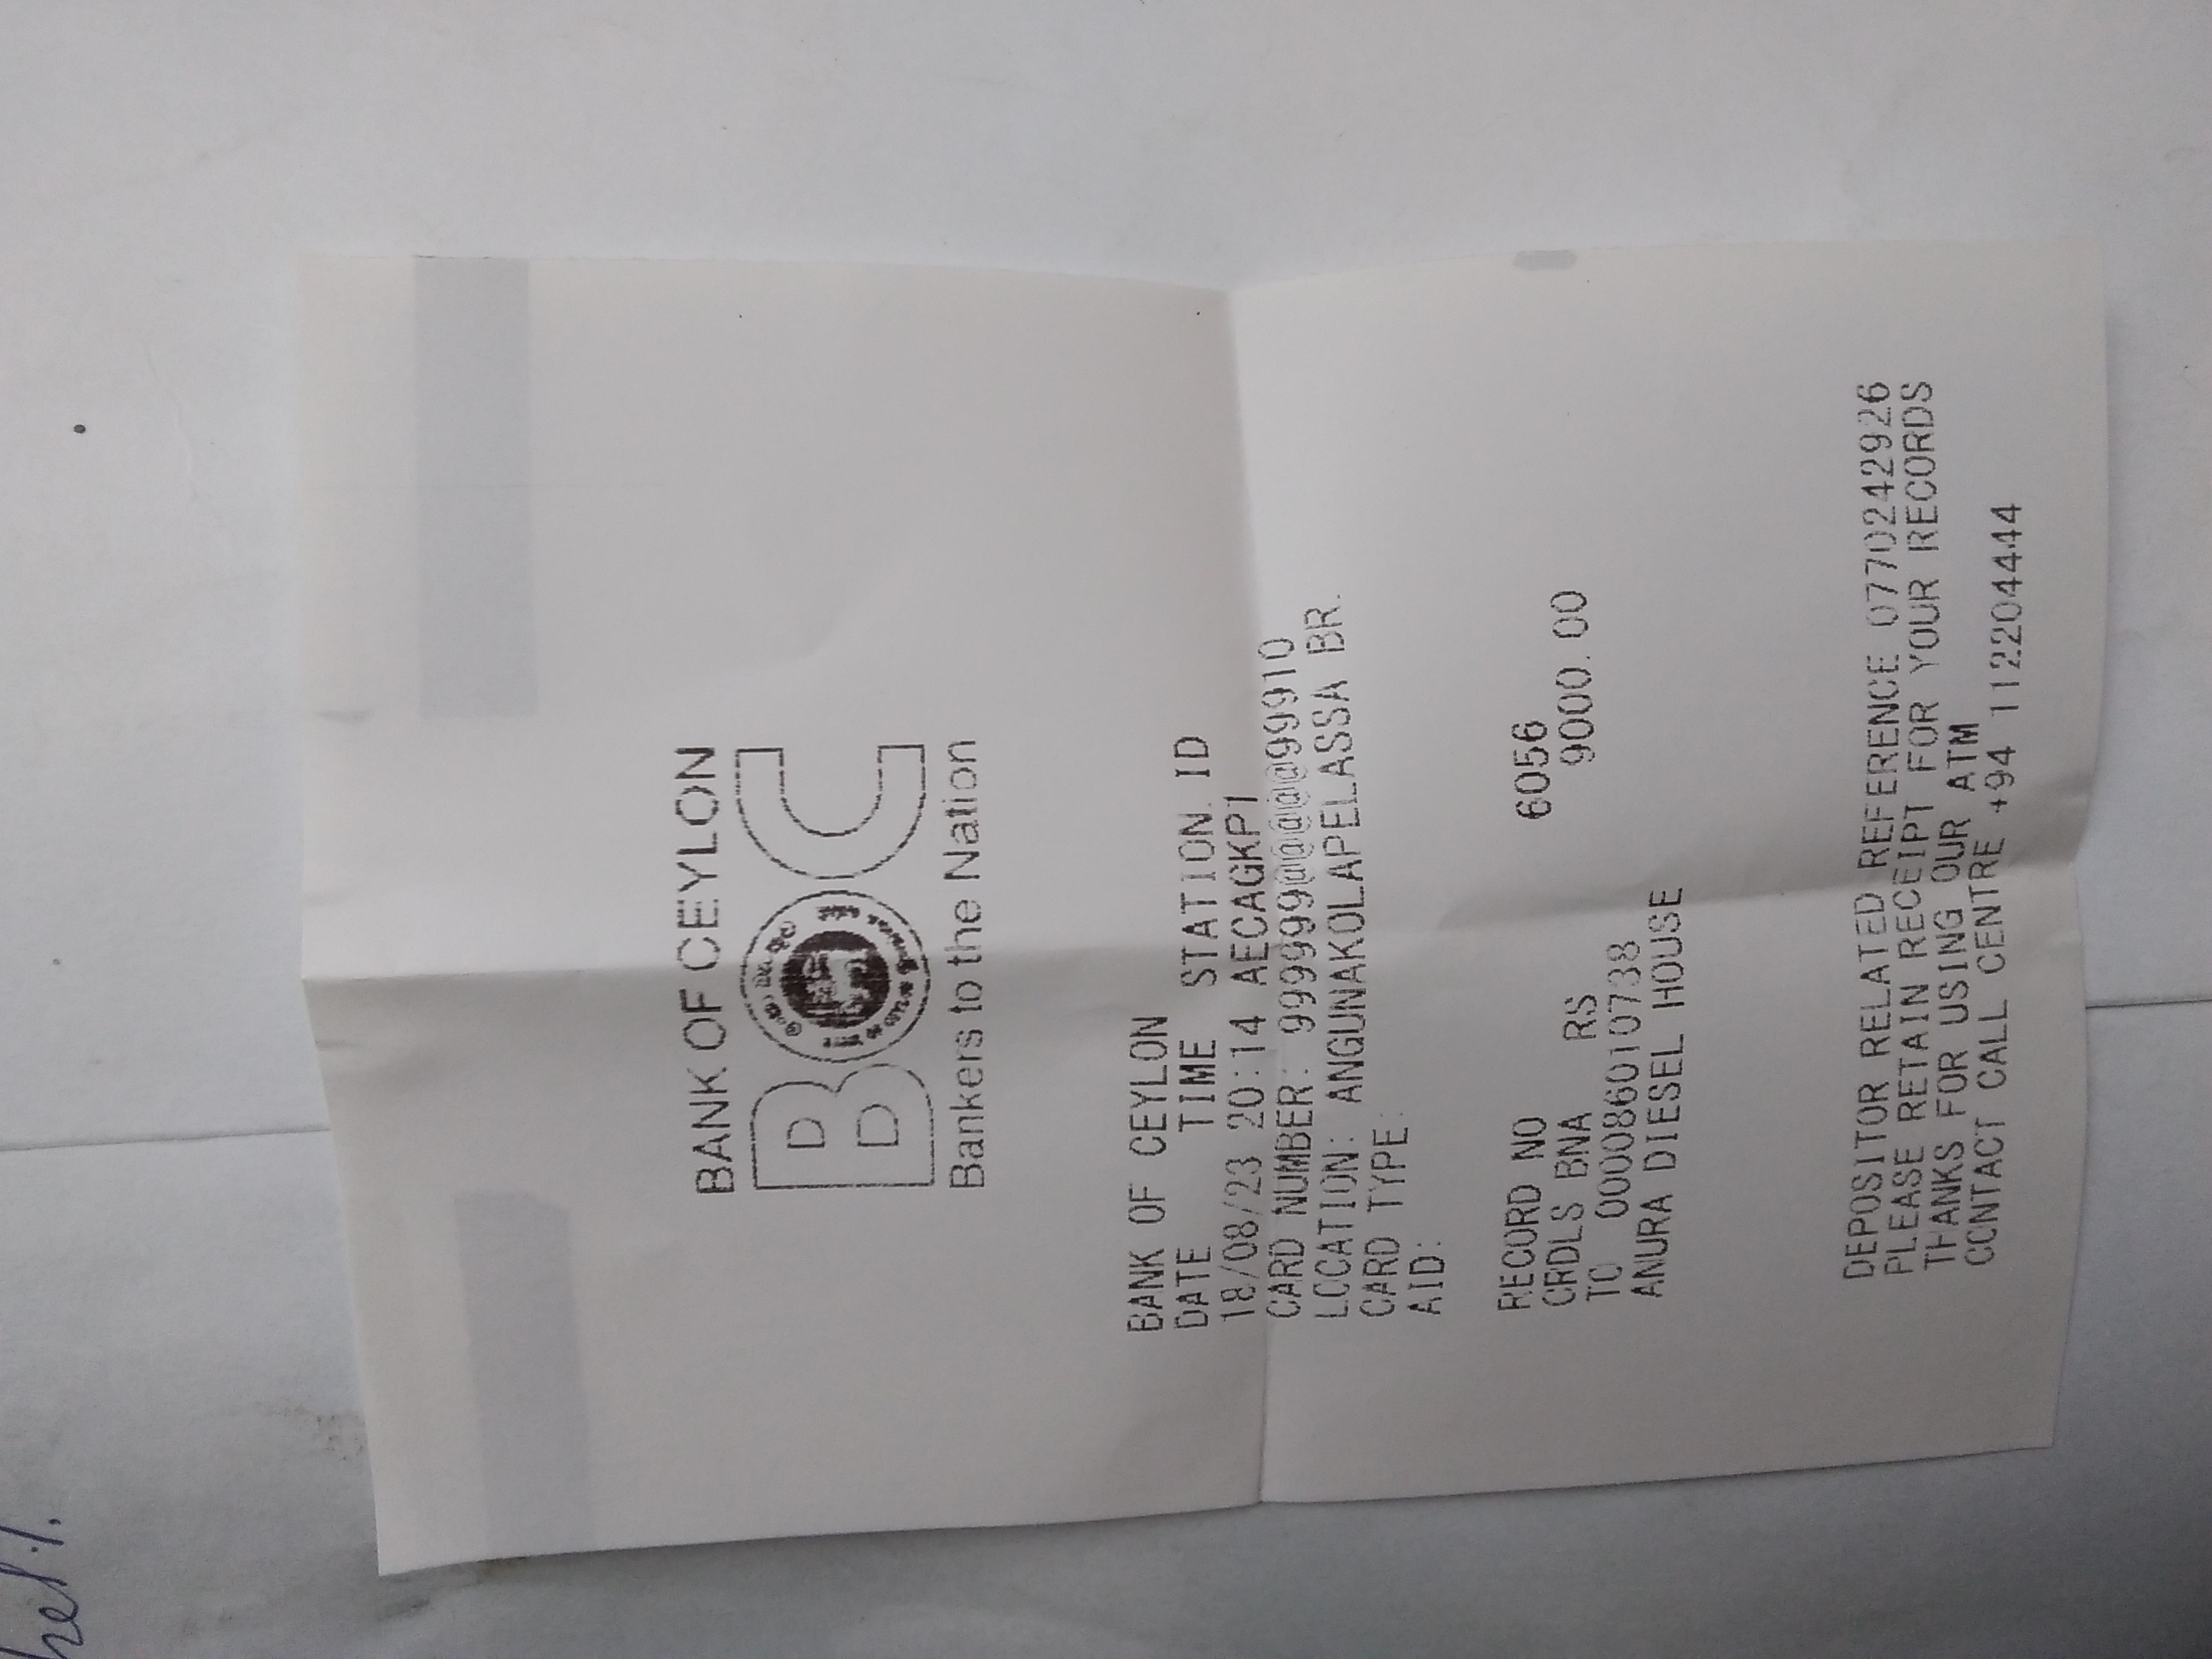 BANK OF CEYLON
BOC
Bankers to the Nation
BANK OF CEYLON
DATE TIME STATION ID
18/08/23 20:14 AECAGKP1
CARD NUMBER: 999999@@@@@@99910
LOCATION: ANGUNAKOLAPELASSA BR.
CARD TYPE:
AID:
RECORD NO 6056
CRDLS BNA RS 9000.00
TO 000086010738
ANURA DIESEL HOUSE
DEPOSITOR RELATED REFERENCE 0770242926
PLEASE RETAIN RECEIPT FOR YOUR RECORDS
THANKS FOR USING OUR ATM
CONTACT CALL CENTRE +94 112204444